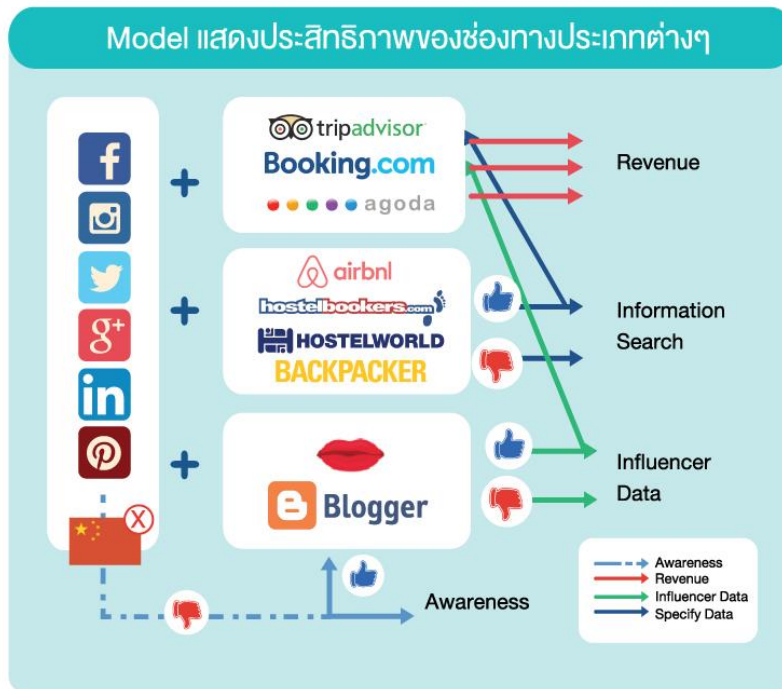 Model แสดงประสิทธิภาพของช่องทางประเภทต่างๆ
f
tripadvisor
Booking.com
agoda
Revenue
g+
in
airbnl
hostelbookers.com
HOSTELWORLD
BACKPACKER
Information
Search
Blogger
Influencer
Data
X
Awareness
Awareness
Revenue
Influencer Data
Specify Data